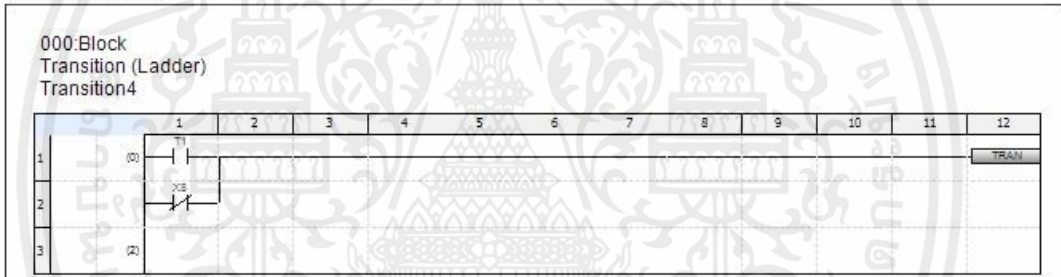 000:Block
Transition (Ladder)
Transition4
1 2 3 4 5 6 7 8 9 10 11 12
1 (0) T1 TRAN
2
3 (2)